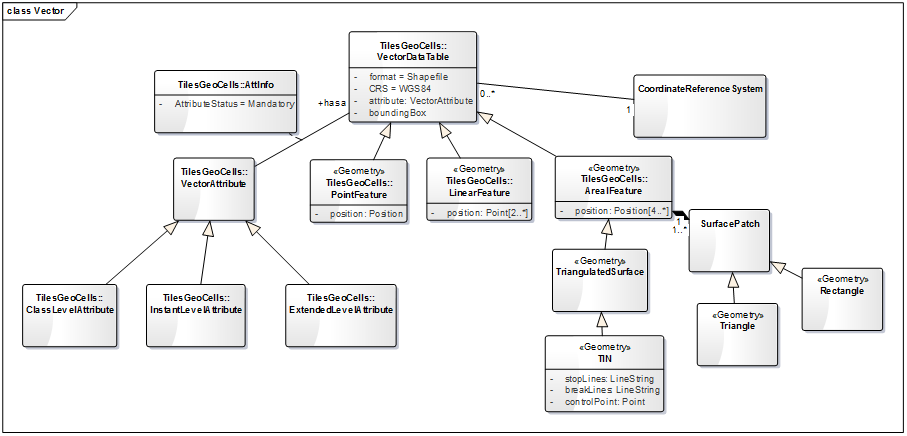 class Vector
TilesGeoCells::
VectorDataTable
- format = Shapefile
- CRS = WGS84
- attribute: VectorAttribute
- boundingBox
TilesGeoCells::AttInfo
- AttributeStatus = Mandatory
+hasa
0..*
1
CoordinateReferenceSystem
TilesGeoCells::
VectorAttribute
«Geometry»
TilesGeoCells::
PointFeature
- position: Position
«Geometry»
TilesGeoCells::
LinearFeature
- position: Point[2..*]
«Geometry»
TilesGeoCells::
ArealFeature
- position: Position[4..*]
1
1..*
SurfacePatch
«Geometry»
TriangulatedSurface
«Geometry»
Rectangle
TilesGeoCells::
ClassLevelAttribute
TilesGeoCells::
InstantLevelAttribute
TilesGeoCells::
ExtendedLevelAttribute
«Geometry»
Triangle
«Geometry»
TIN
- stopLines: LineString
- breakLines: LineString
- controlPoint: Point